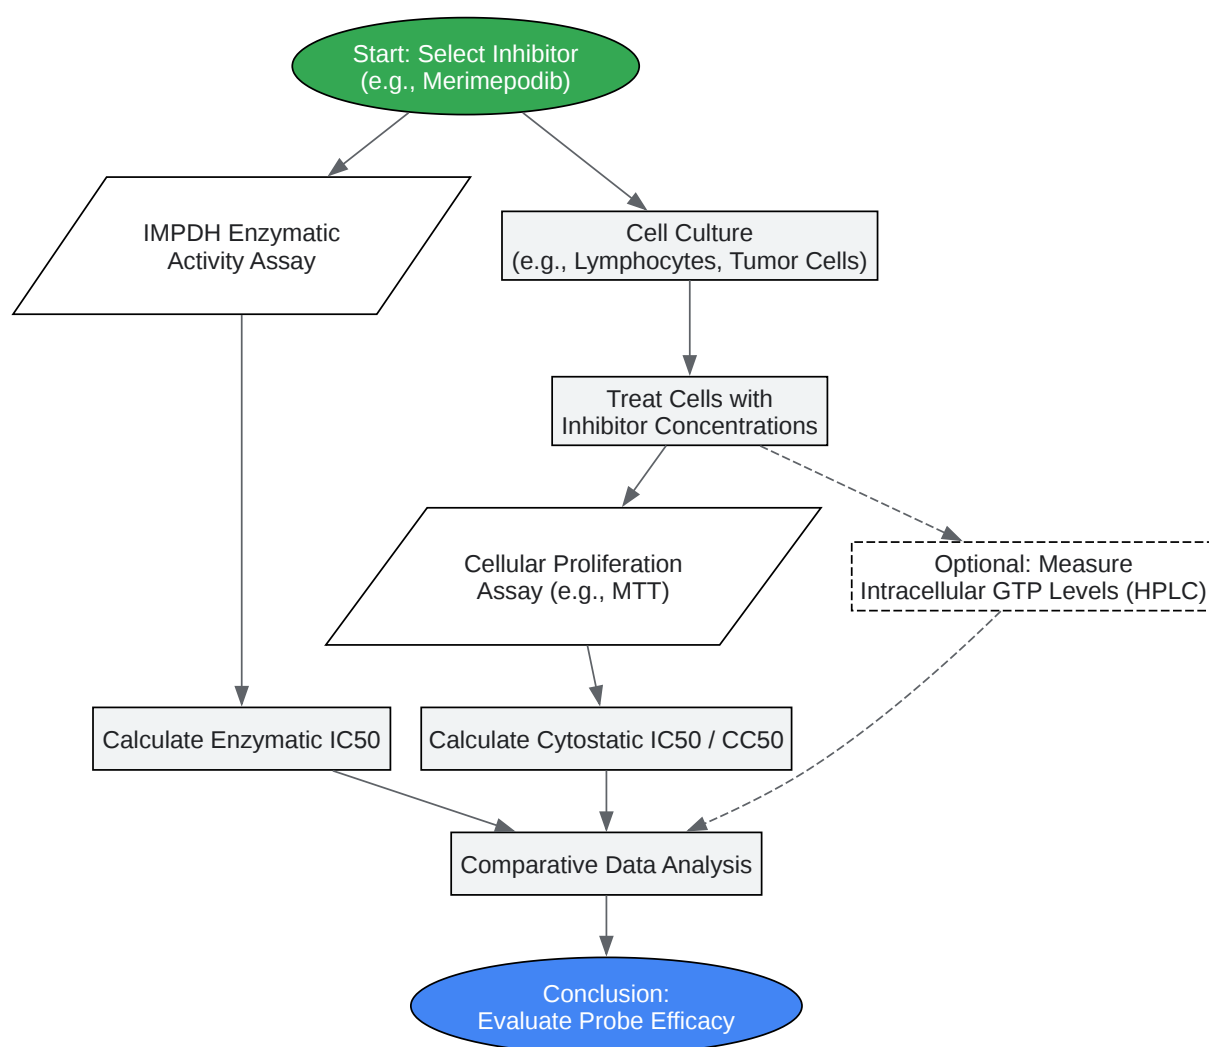 Start: Select Inhibitor
(e.g., Merimepodib)
IMPDH Enzymatic
Activity Assay
Cell Culture
(e.g., Lymphocytes, Tumor Cells)
Treat Cells with
Inhibitor Concentrations
Cellular Proliferation
Assay (e.g., MTT)
Optional: Measure
Intracellular GTP Levels (HPLC)
Calculate Enzymatic IC50
Calculate Cytostatic IC50 / CC50
Comparative Data Analysis
Conclusion:
Evaluate Probe Efficacy